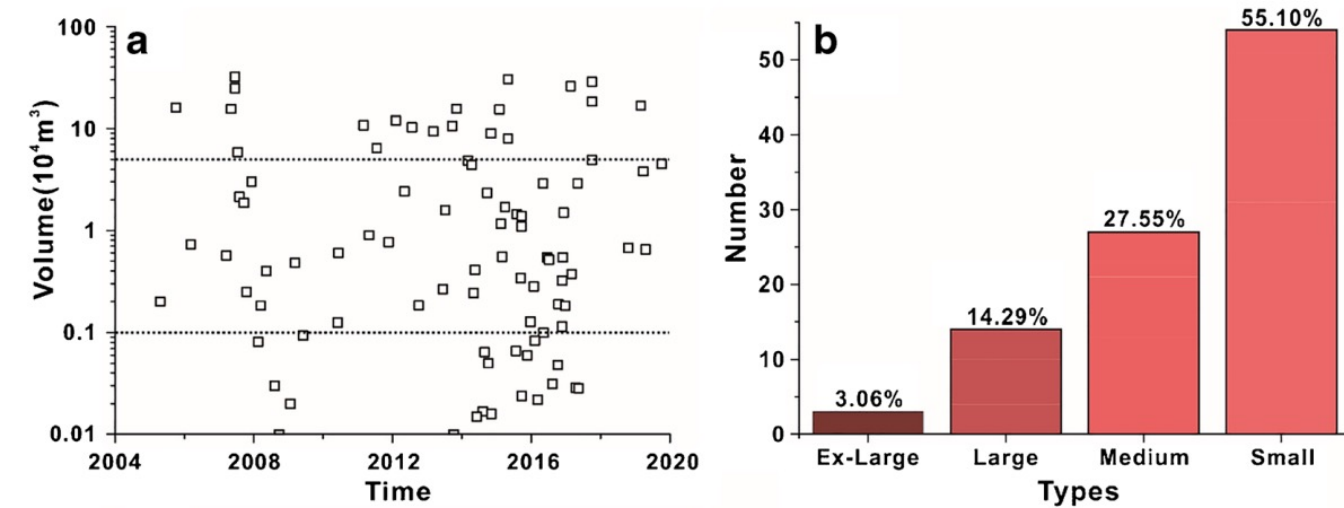 a
100
10
1
0.1
0.01
Volume(10⁴m³)
2004 2008 2012 2016 2020
Time
b
50
40
30
20
10
0
Number
3.06%
14.29%
27.55%
55.10%
Ex-Large Large Medium Small
Types